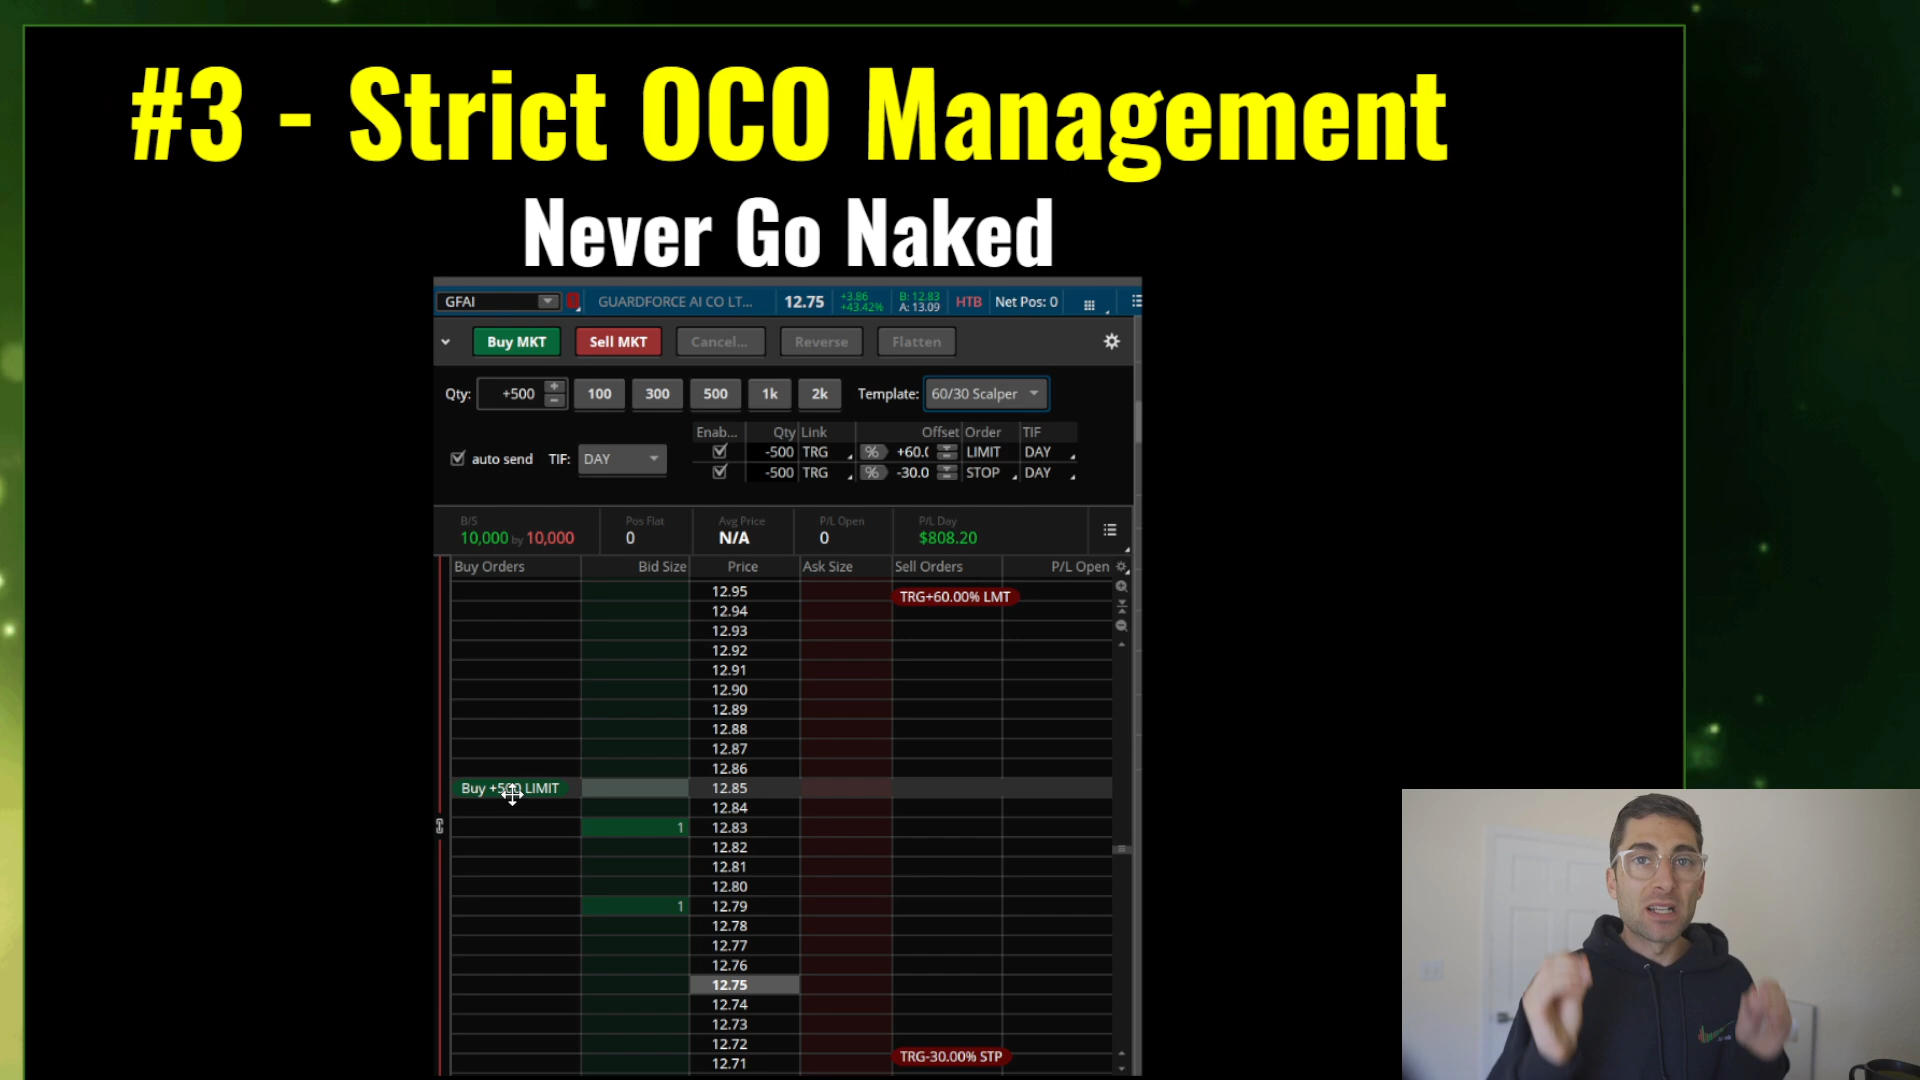 #3 - Strict OCO Management
Never Go Naked
GFAI GUARDFORCE AI CO LT... 12.75 +3.86 +43.42% B: 12.83 A: 13.09 HTB Net Pos: 0
Buy MKT Sell MKT Cancel... Reverse Flatten
Qty: +500 100 300 500 1k 2k Template: 60/30 Scalper
Enab... Qty Link Offset Order TIF
auto send TIF: DAY
-500 TRG % +60.0 LIMIT DAY
-500 TRG % -30.0 STOP DAY
B/S Pos Flat Avg Price P/L Open P/L Day
10,000 by 10,000 0 N/A 0 $808.20
Buy Orders Bid Size Price Ask Size Sell Orders P/L Open
12.95 TRG+60.00% LMT
12.94
12.93
12.92
12.91
12.90
12.89
12.88
12.87
12.86
Buy +500 LIMIT 12.85
12.84
1 12.83
12.82
12.81
12.80
1 12.79
12.78
12.77
12.76
12.75
12.74
12.73
12.72
TRG-30.00% STP
12.71